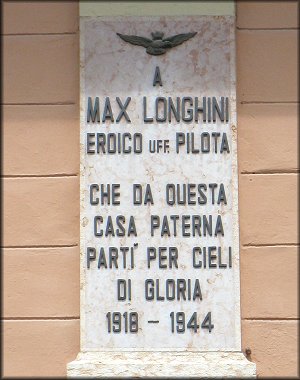 A
MAX LONGHINI
EROICO UFF. PILOTA
CHE DA QUESTA
CASA PATERNA
PARTI' PER CIELI
DI GLORIA
1918 - 1944